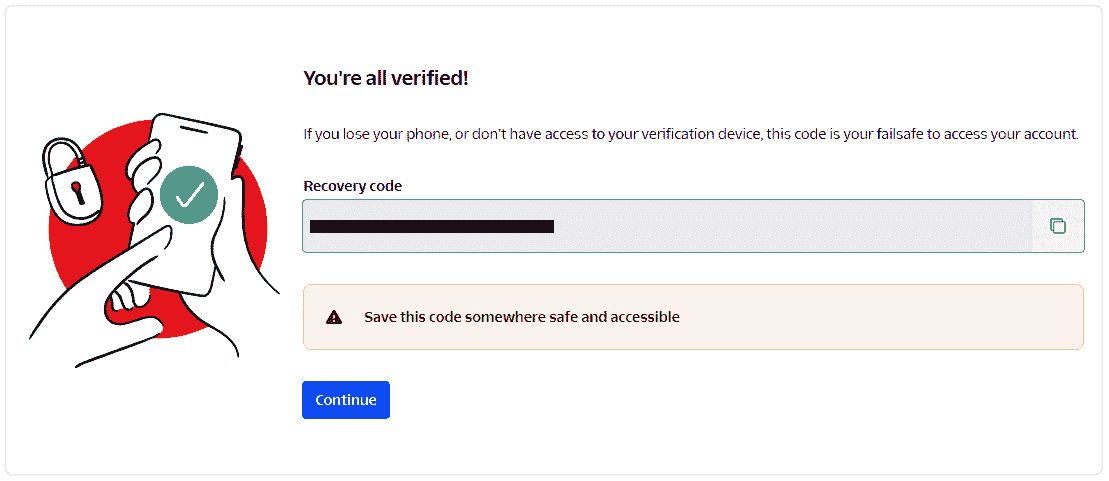 You're all verified!
If you lose your phone, or don't have access to your verification device, this code is your failsafe to access your account.
Recovery code
Save this code somewhere safe and accessible
Continue